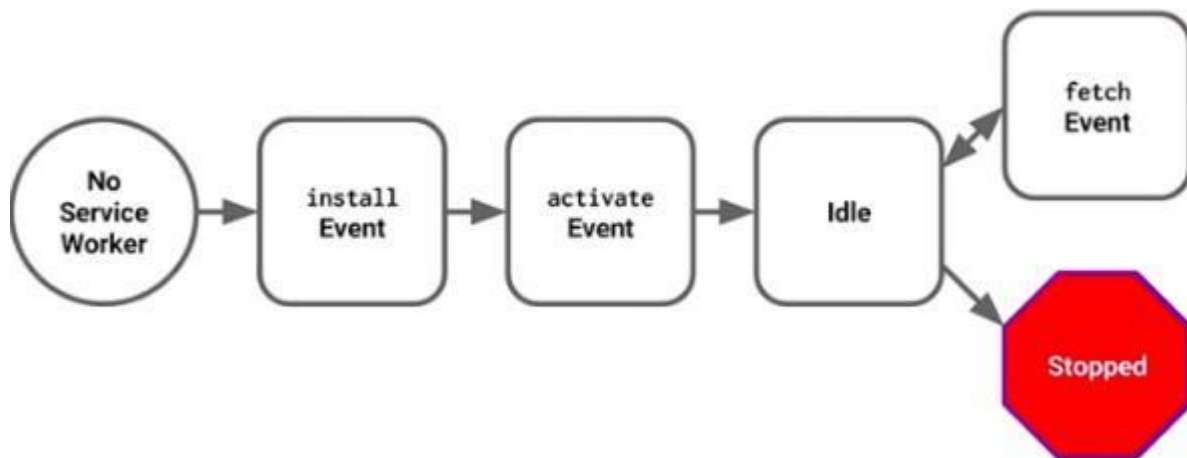 No
Service
Worker
install
Event
activate
Event
Idle
fetch
Event
Stopped